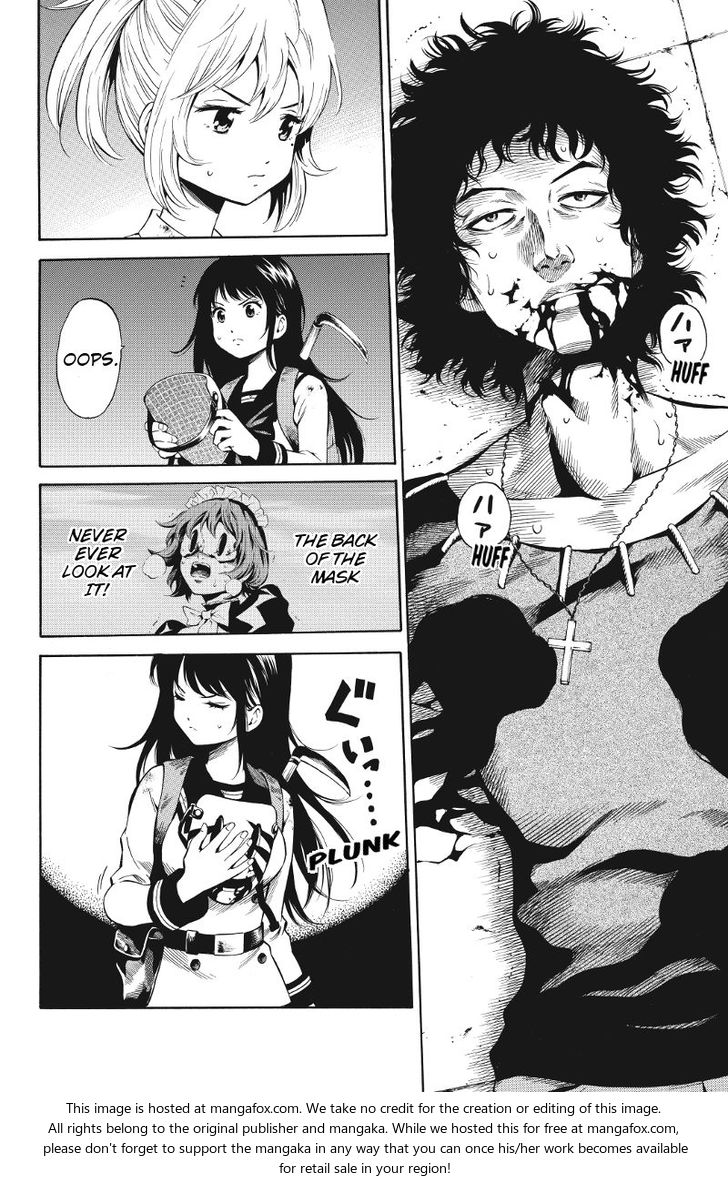 ハァ
HUFF
ハァ
HUFF
OOPS.
THE BACK
OF THE
MASK
NEVER
EVER
LOOK AT
IT!
ぐいっ....
PLUNK
This image is hosted at mangafox.com. We take no credit for the creation or editing of this image.
All rights belong to the original publisher and mangaka. While we hosted this for free at mangafox.com,
please don't forget to support the mangaka in any way that you can once his/her work becomes available
for retail sale in your region!